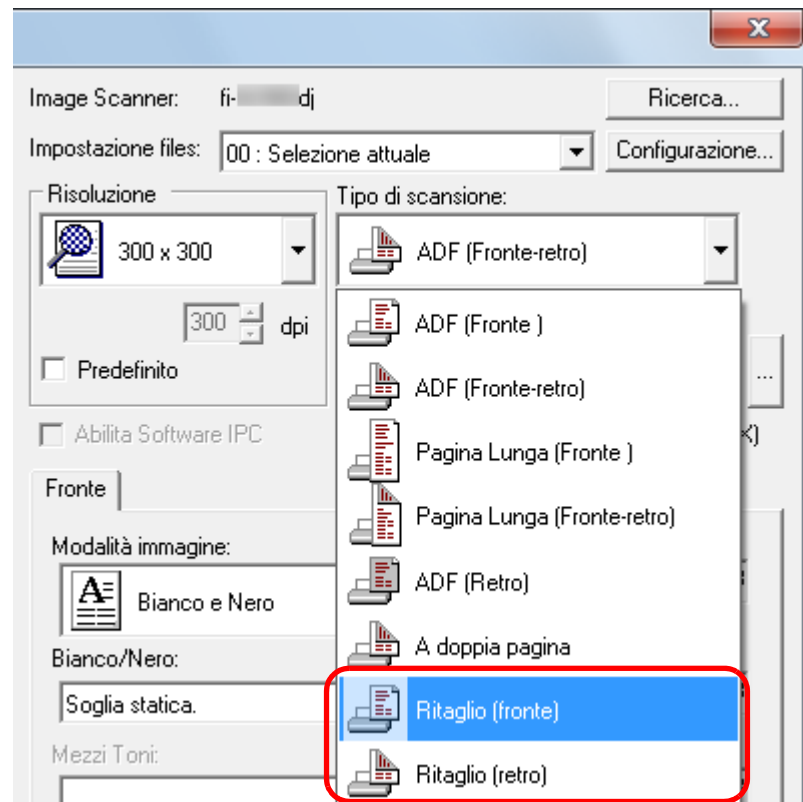 Image Scanner: fi- dj
Ricerca...
Impostazione files: 00 : Selezione attuale
Configurazione...
Risoluzione
300 x 300
300 dpi
Predefinito
Tipo di scansione:
ADF (Fronte-retro)
ADF (Fronte )
ADF (Fronte-retro)
Pagina Lunga (Fronte )
Pagina Lunga (Fronte-retro)
ADF (Retro)
A doppia pagina
Ritaglio (fronte)
Ritaglio (retro)
...
Abilita Software IPC
Fronte
Modalità immagine:
Bianco e Nero
Bianco/Nero:
Soglia statica.
Mezzi Toni: